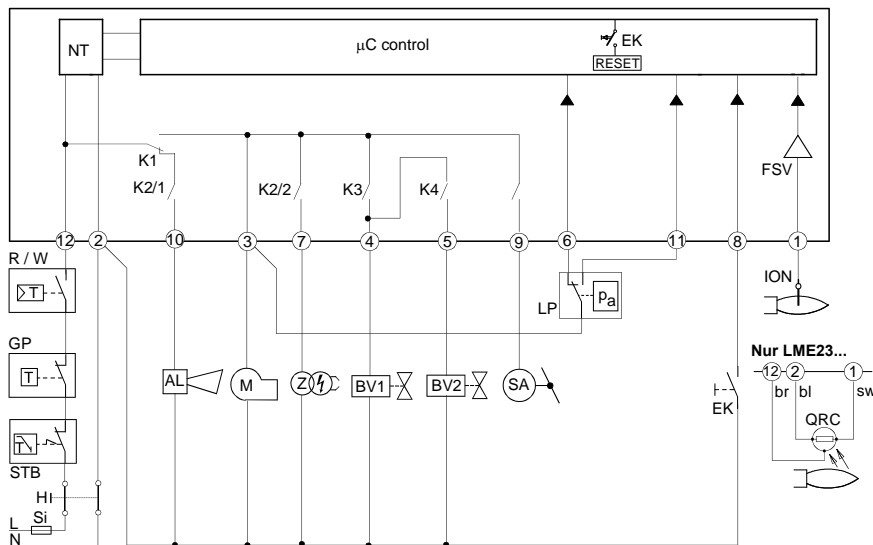 NT
µC control
EK
RESET
K1
FSV
K2/1
K2/2
K3
K4
12
2
10
3
7
4
5
9
6
11
8
1
R / W
T
LP
pa
ION
GP
T
Nur LME23...
12
2
1
br
bl
sw
AL
M
Z
BV1
BV2
SA
EK
QRC
T
STB
H
L
Si
N